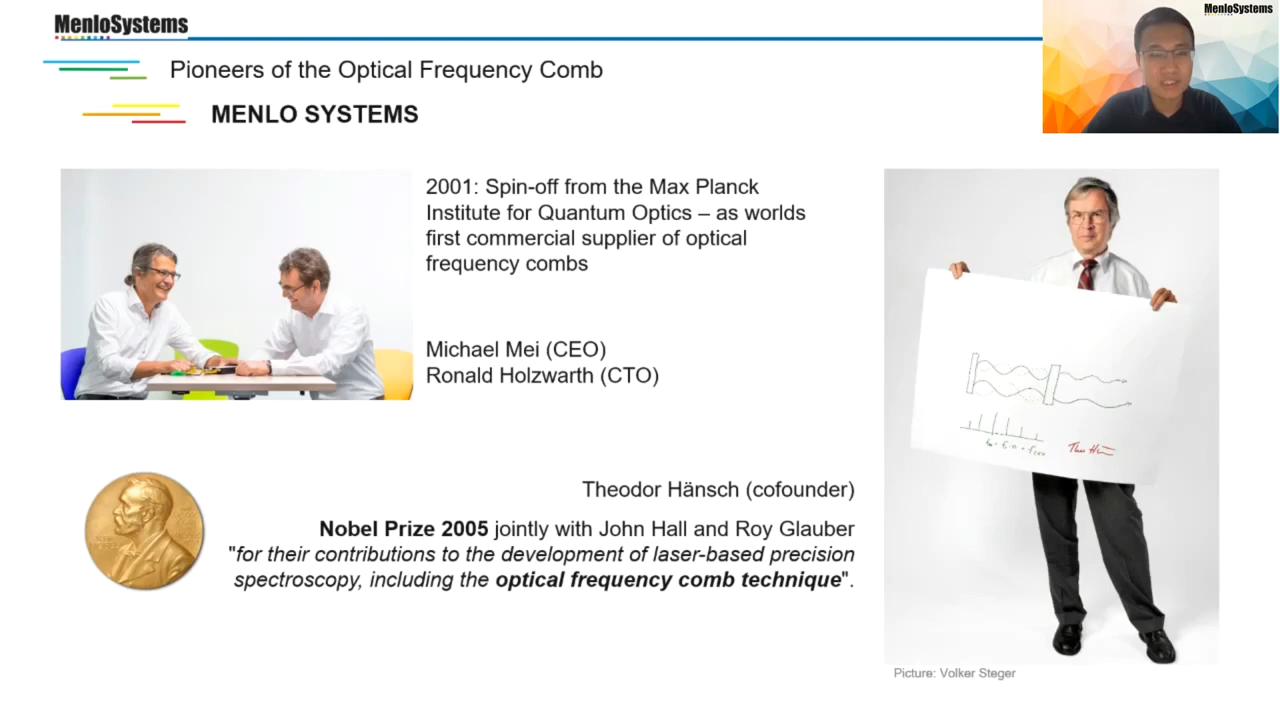 MenloSystems
MenloSystems
Pioneers of the Optical Frequency Comb
MENLO SYSTEMS
2001: Spin-off from the Max Planck
Institute for Quantum Optics – as worlds
first commercial supplier of optical
frequency combs
Michael Mei (CEO)
Ronald Holzwarth (CTO)
Theodor Hänsch (cofounder)
Nobel Prize 2005 jointly with John Hall and Roy Glauber
"for their contributions to the development of laser-based precision
spectroscopy, including the optical frequency comb technique".
Picture: Volker Steger